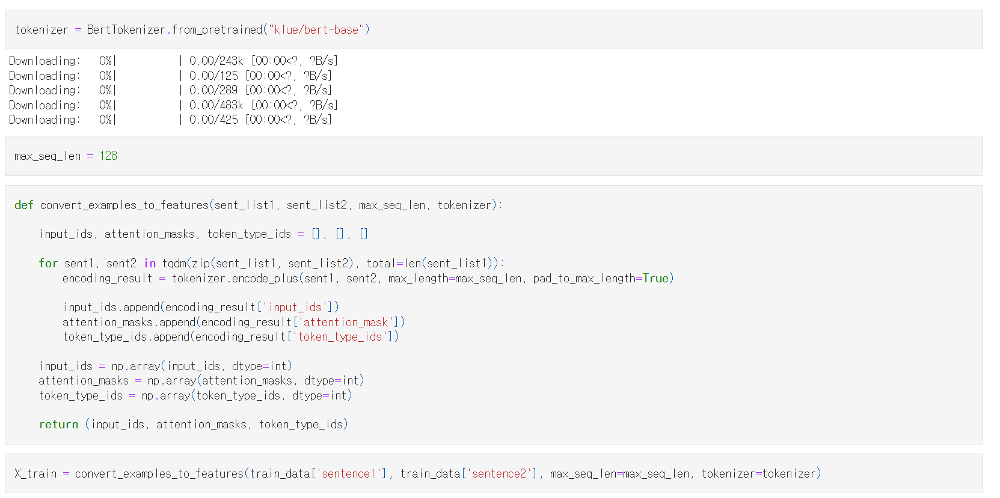 tokenizer = BertTokenizer.from_pretrained("klue/bert-base")
Downloading:   0%|          | 0.00/243k [00:00<?, ?B/s]
Downloading:   0%|          | 0.00/125 [00:00<?, ?B/s]
Downloading:   0%|          | 0.00/289 [00:00<?, ?B/s]
Downloading:   0%|          | 0.00/483k [00:00<?, ?B/s]
Downloading:   0%|          | 0.00/425 [00:00<?, ?B/s]
max_seq_len = 128
def convert_examples_to_features(sent_list1, sent_list2, max_seq_len, tokenizer):
    input_ids, attention_masks, token_type_ids = [], [], []
    for sent1, sent2 in tqdm(zip(sent_list1, sent_list2), total=len(sent_list1)):
        encoding_result = tokenizer.encode_plus(sent1, sent2, max_length=max_seq_len, pad_to_max_length=True)
        input_ids.append(encoding_result['input_ids'])
        attention_masks.append(encoding_result['attention_mask'])
        token_type_ids.append(encoding_result['token_type_ids'])
    input_ids = np.array(input_ids, dtype=int)
    attention_masks = np.array(attention_masks, dtype=int)
    token_type_ids = np.array(token_type_ids, dtype=int)
    return (input_ids, attention_masks, token_type_ids)
X_train = convert_examples_to_features(train_data['sentence1'], train_data['sentence2'], max_seq_len=max_seq_len, tokenizer=tokenizer)